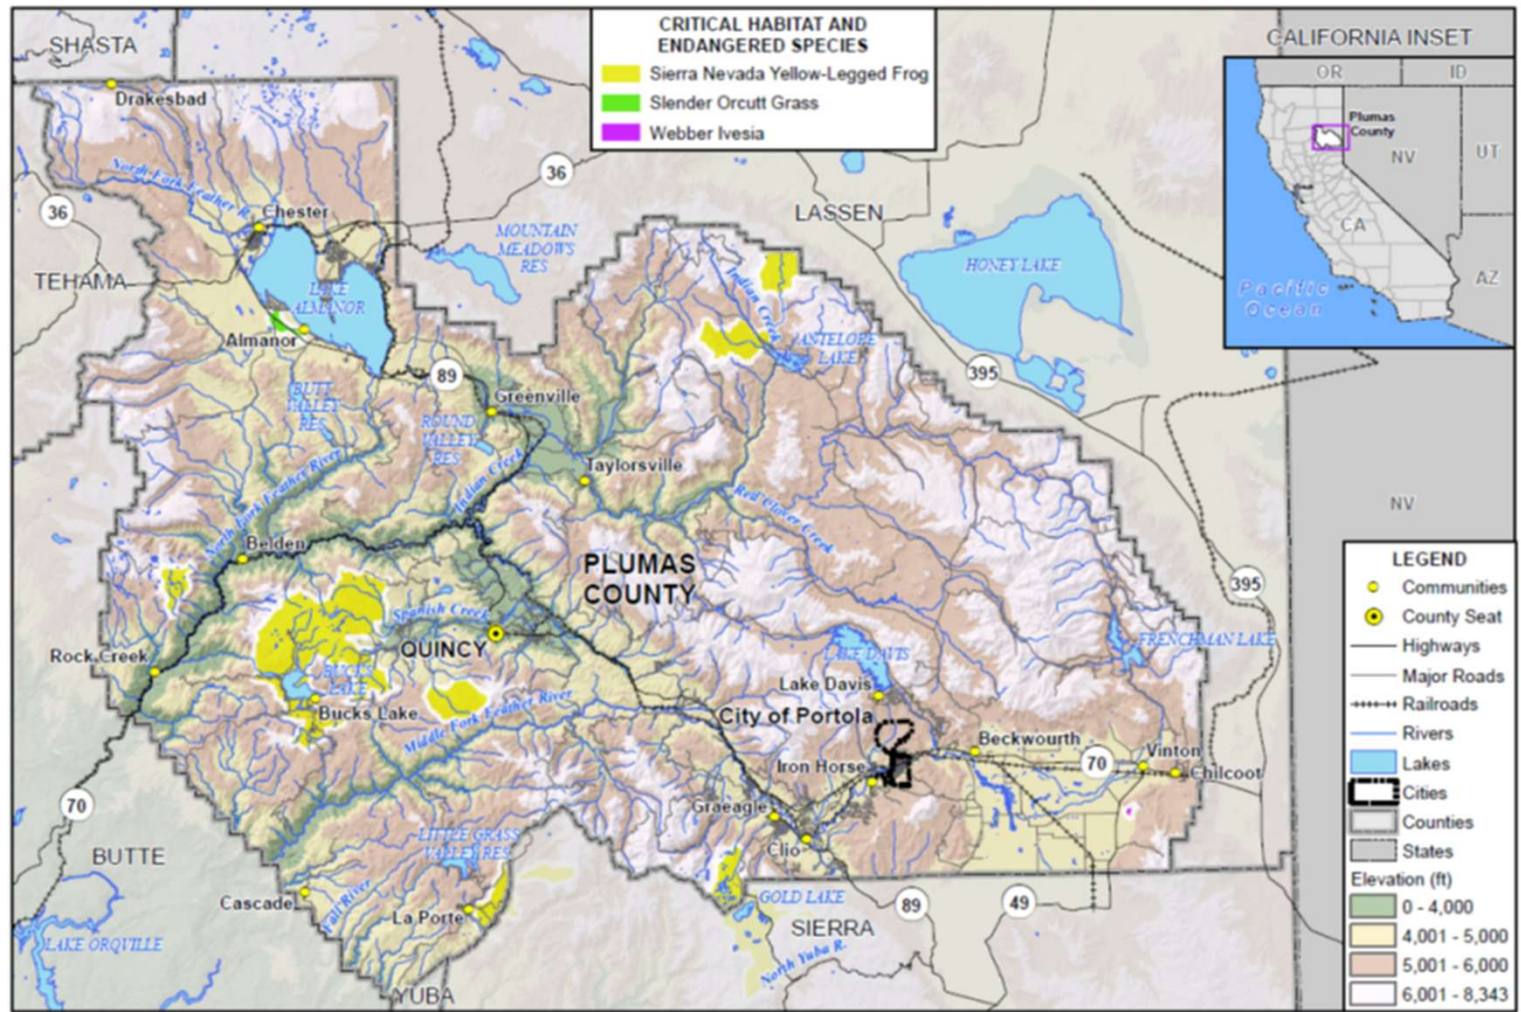 CRITICAL HABITAT AND
ENDANGERED SPECIES
Sierra Nevada Yellow-Legged Frog
Slender Orcutt Grass
Webber Ivesia
CALIFORNIA INSET
OR
ID
Plumas
County
NV
UT
CA
AZ
Pacific
Ocean
SHASTA
Drakesbad
North Fork Feather R.
36
36
Chester
LASSEN
MOUNTAIN
MEADOWS
RES
TEHAMA
HONEY LAKE
LAKE
ALMANOR
Indian Creek
Almanor
ANTELOPE
LAKE
89
395
BUTT
VALLEY
RES
Greenville
ROUND
VALLEY
RES
North Fork Feather River
Indian Creek
Taylorsville
Red Clover Creek
NV
Belden
PLUMAS
COUNTY
395
Spanish Creek
QUINCY
Rock Creek
BUCKS
LAKE
Bucks Lake
Middle Fork Feather River
LAKE DAVIS
FRENCHMAN LAKE
Lake Davis
City of Portola
Beckwourth
70
Vinton
Chilcoot
Iron Horse
70
Graeagle
LITTLE GRASS
VALLEY RES
Clio
BUTTE
Cascade
Fall River
La Porte
GOLD LAKE
89
49
SIERRA
LAKE OROVILLE
North Yuba R.
YUBA
LEGEND
Communities
County Seat
Highways
Major Roads
Railroads
Rivers
Lakes
Cities
Counties
States
Elevation (ft)
0 - 4,000
4,001 - 5,000
5,001 - 6,000
6,001 - 8,343